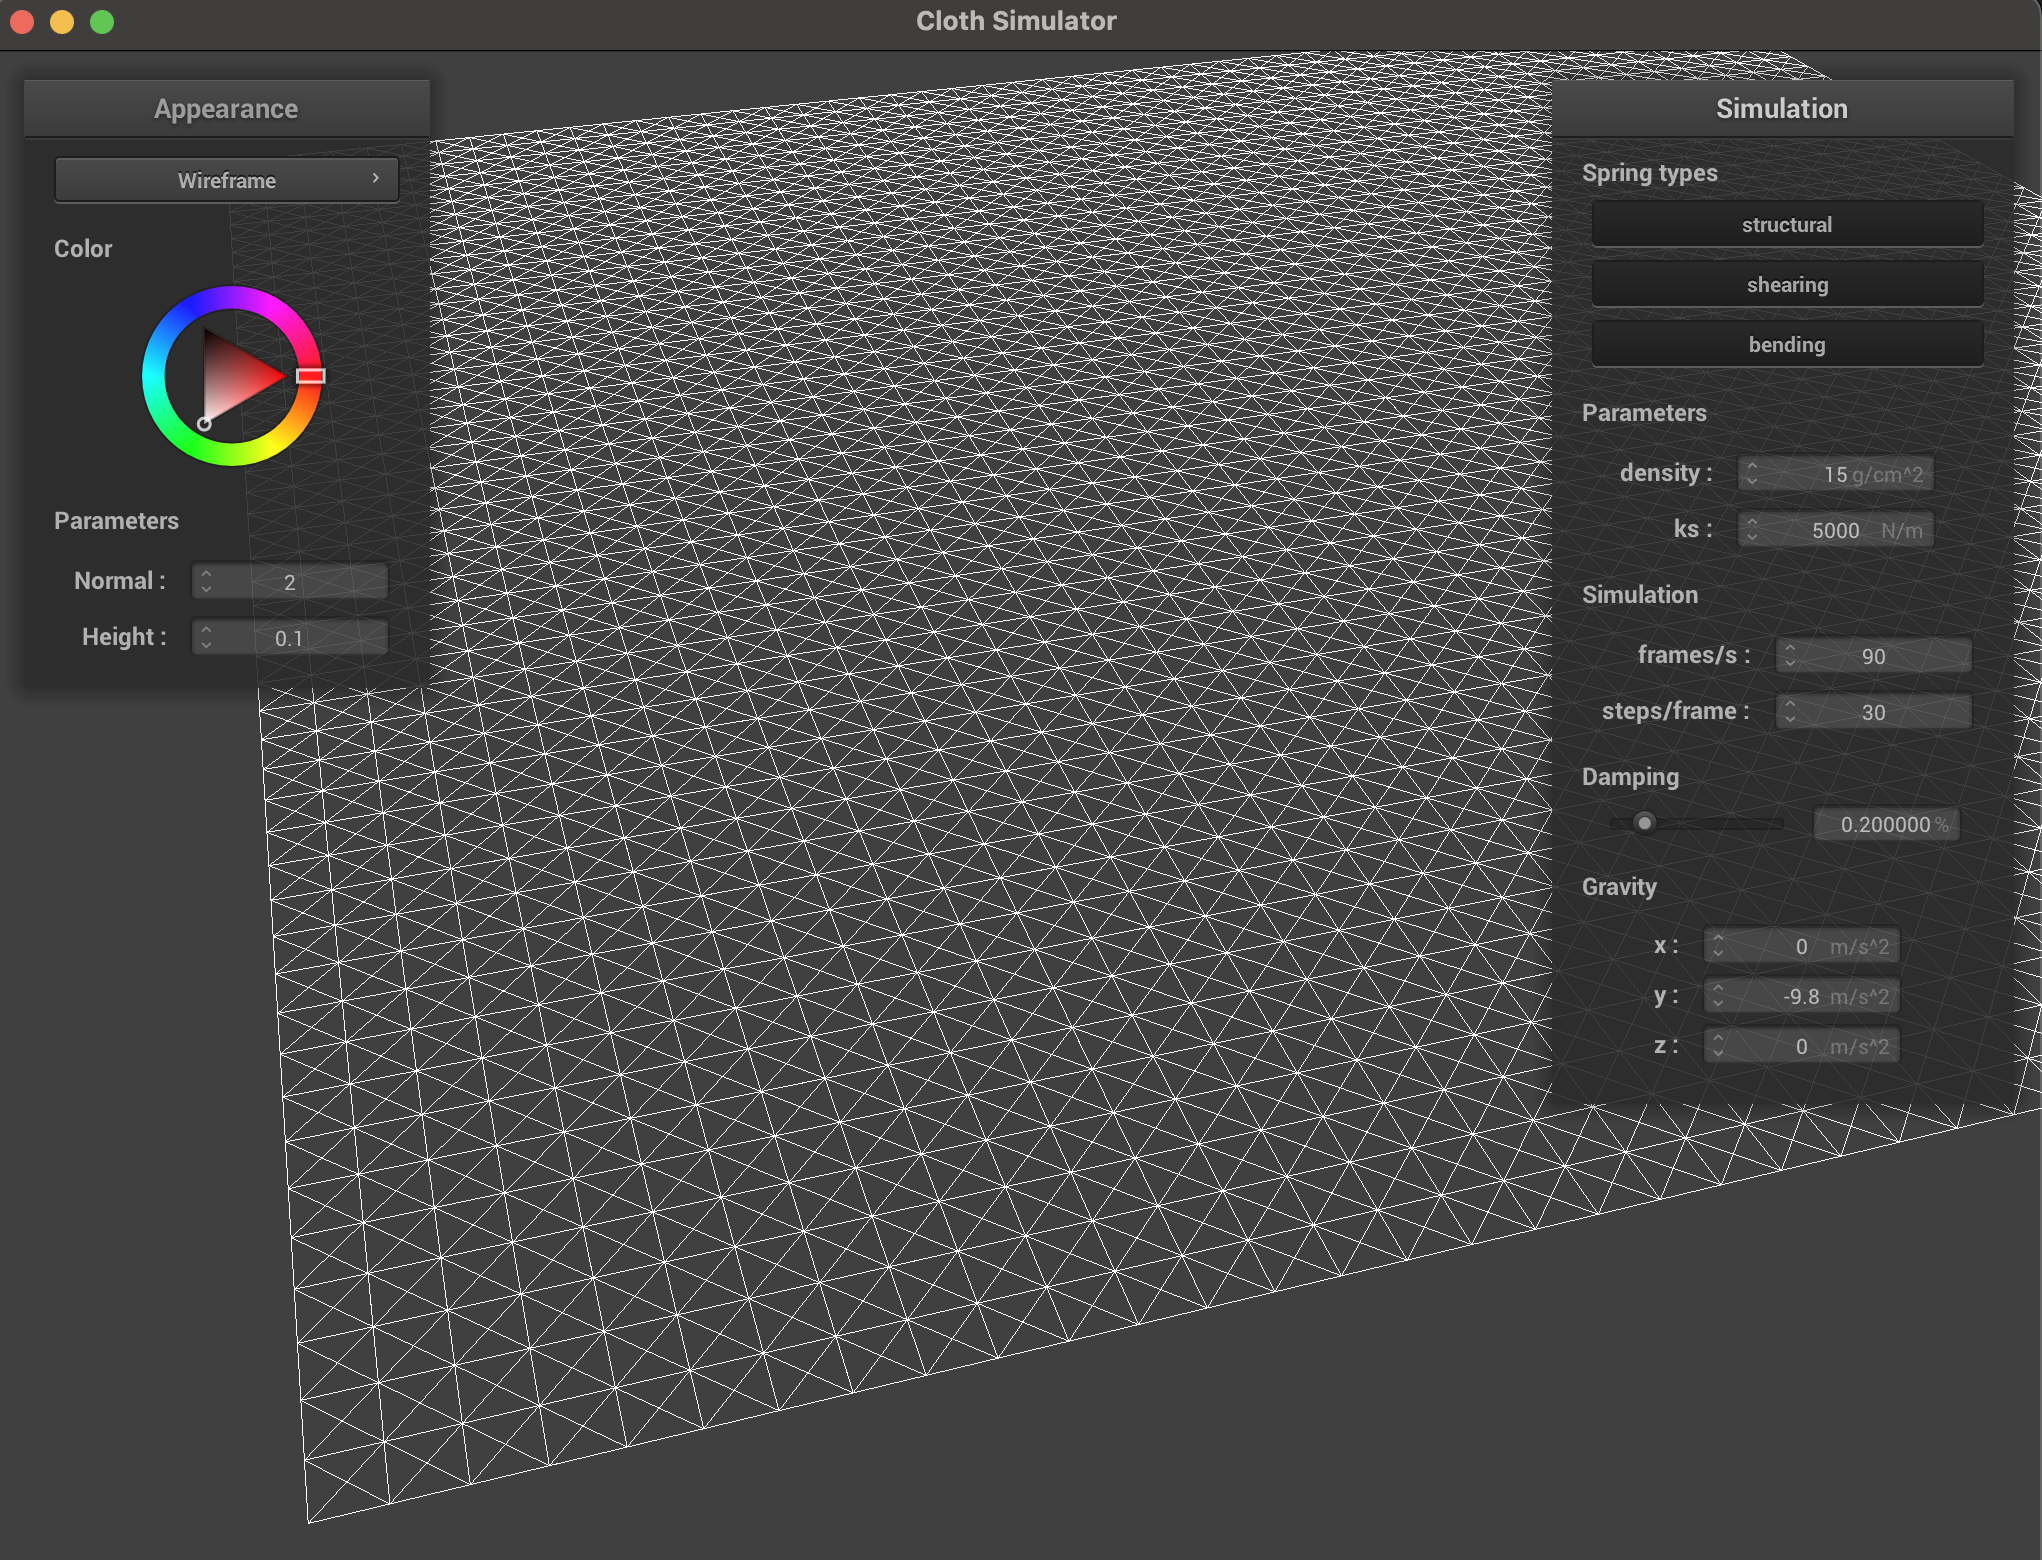 Cloth Simulator
Appearance
Wireframe
Color
Parameters
Normal : 2
Height : 0.1
Simulation
Spring types
structural
shearing
bending
Parameters
density : 15 g/cm^2
ks : 5000 N/m
Simulation
frames/s : 90
steps/frame : 30
Damping
0.200000 %
Gravity
x : 0 m/s^2
y : -9.8 m/s^2
z : 0 m/s^2